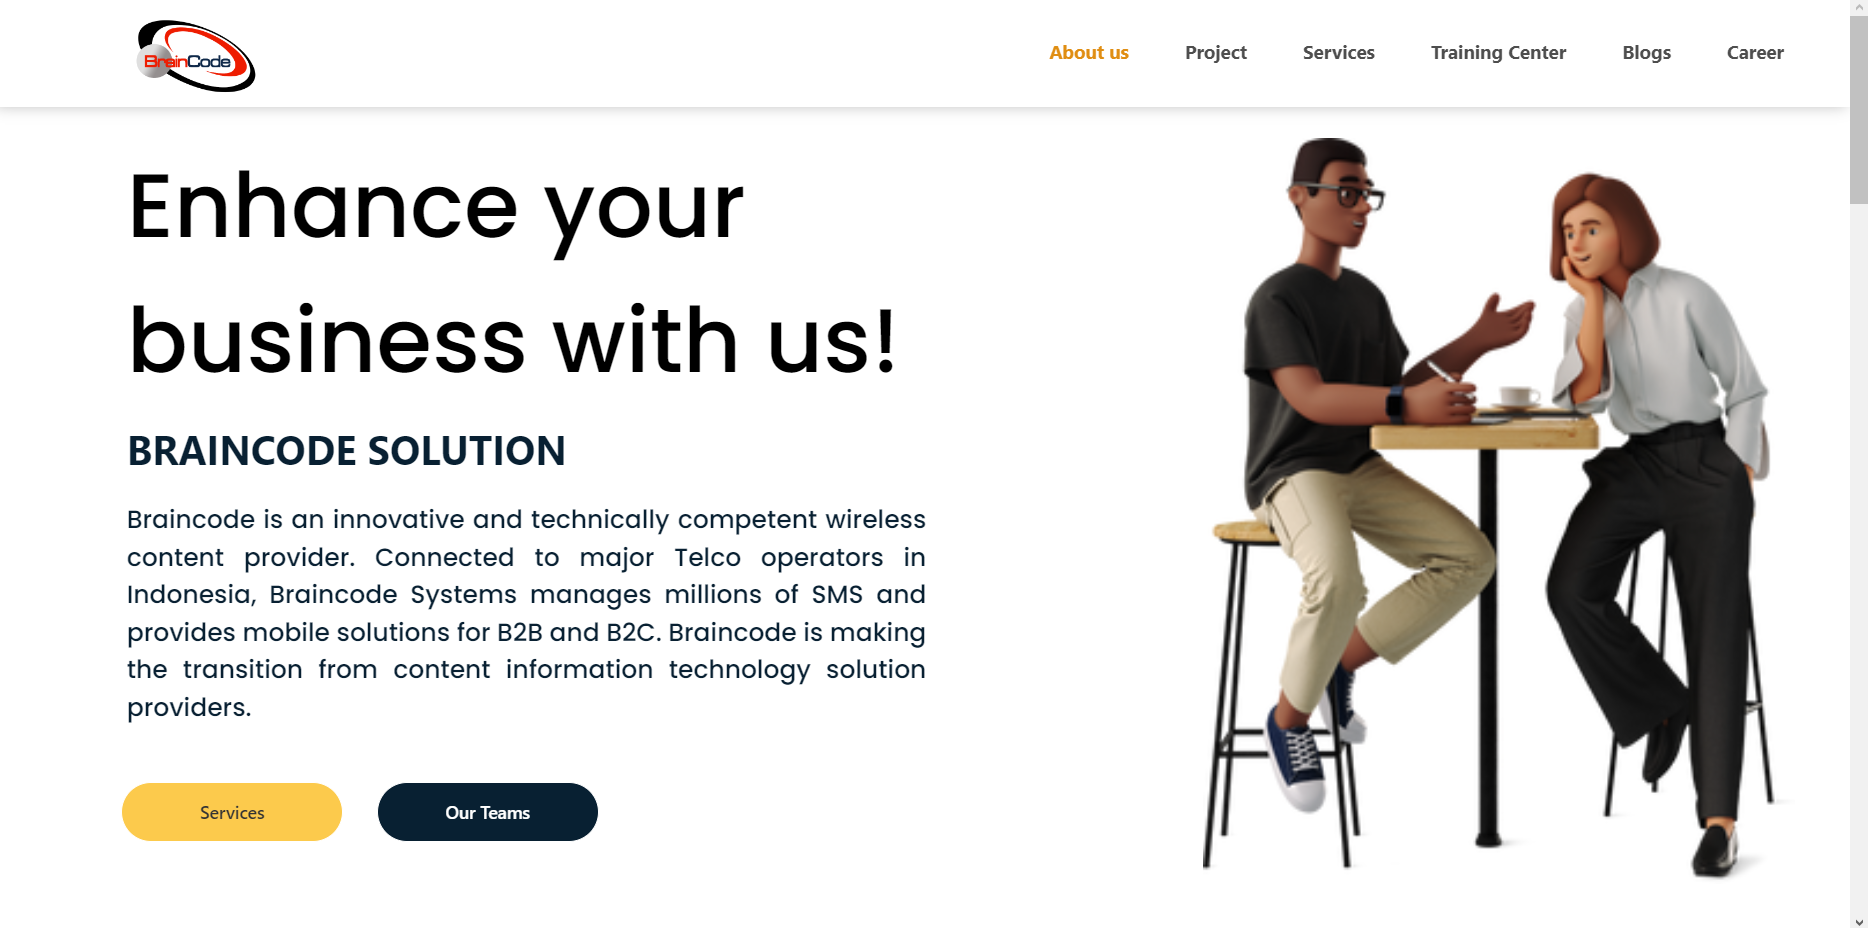 BrainCode
About us
Project
Services
Training Center
Blogs
Career
Enhance your
business with us!
BRAINCODE SOLUTION
Braincode is an innovative and technically competent wireless
content provider. Connected to major Telco operators in
Indonesia, Braincode Systems manages millions of SMS and
provides mobile solutions for B2B and B2C. Braincode is making
the transition from content information technology solution
providers.
Services
Our Teams